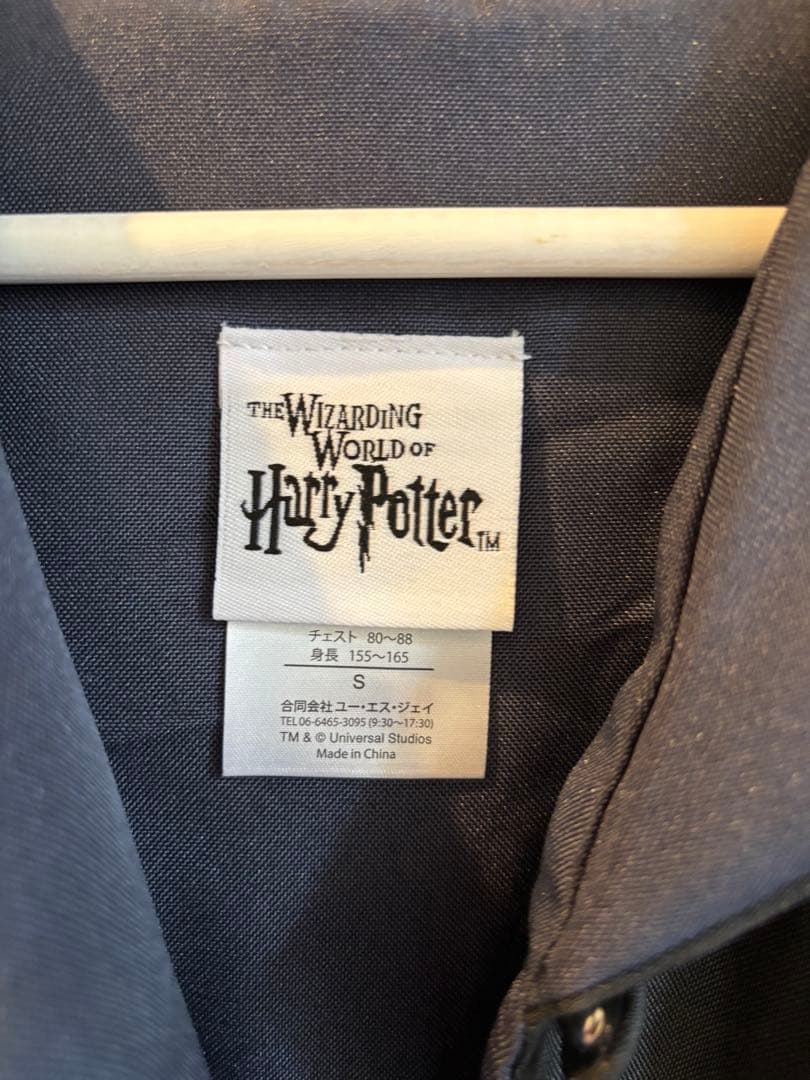 THE WIZARDING
WORLD OF
Harry Potter TM
チェスト 80～88
身長 155～165
S
合同会社 ユー・エス・ジェイ
TEL 06-6465-3095 (9:30～17:30)
TM & © Universal Studios
Made in China